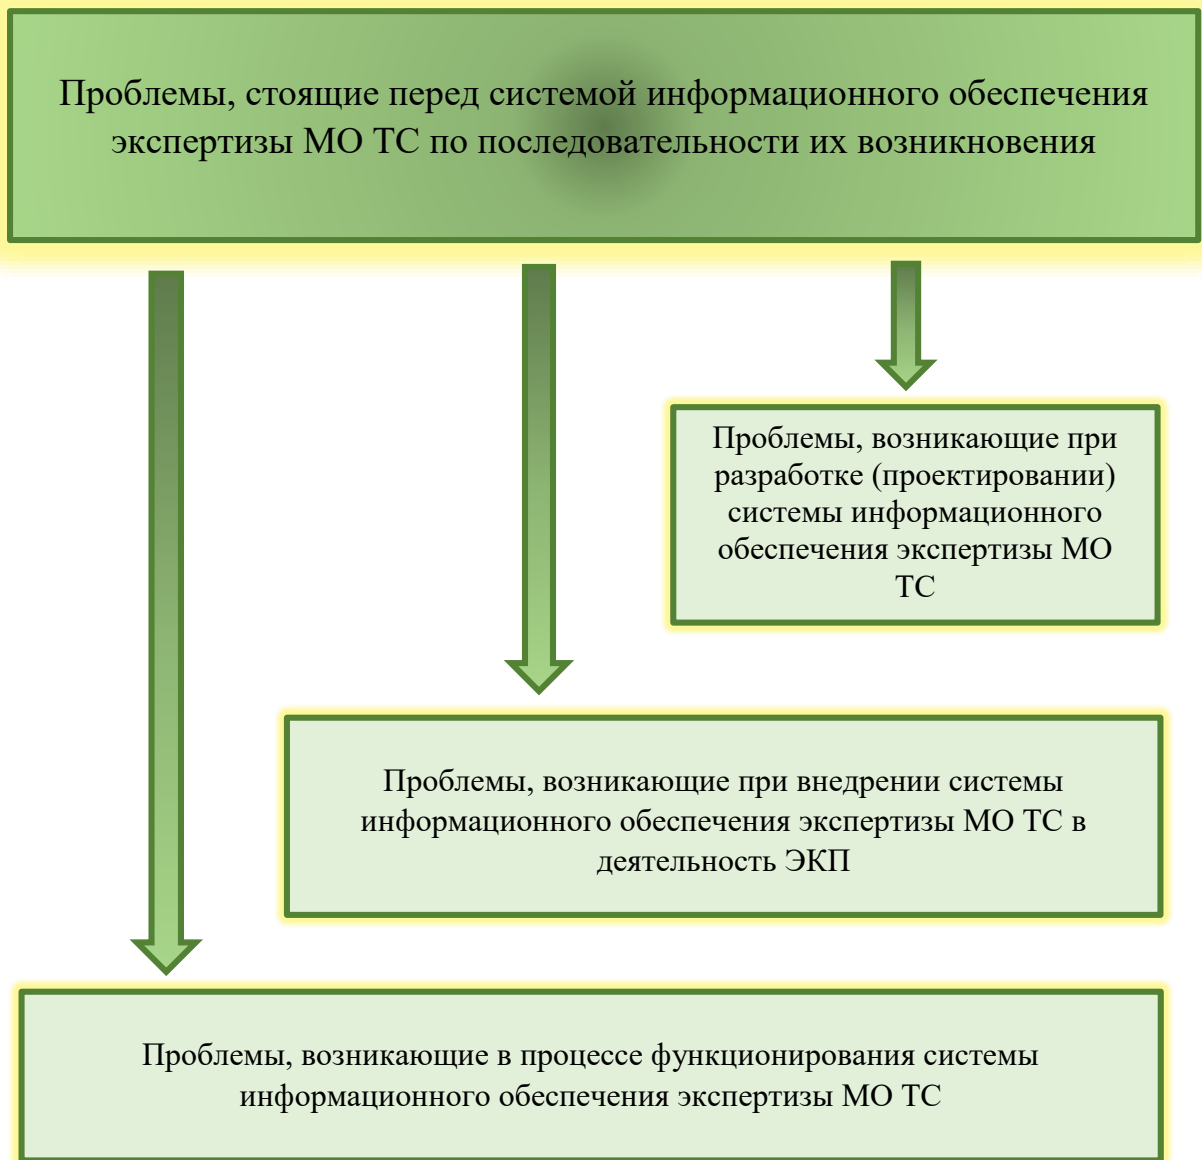 Проблемы, стоящие перед системой информационного обеспечения
экспертизы МО ТС по последовательности их возникновения
Проблемы, возникающие при
разработке (проектировании)
системы информационного
обеспечения экспертизы МО
ТС
Проблемы, возникающие при внедрении системы
информационного обеспечения экспертизы МО ТС в
деятельность ЭКП
Проблемы, возникающие в процессе функционирования системы
информационного обеспечения экспертизы МО ТС